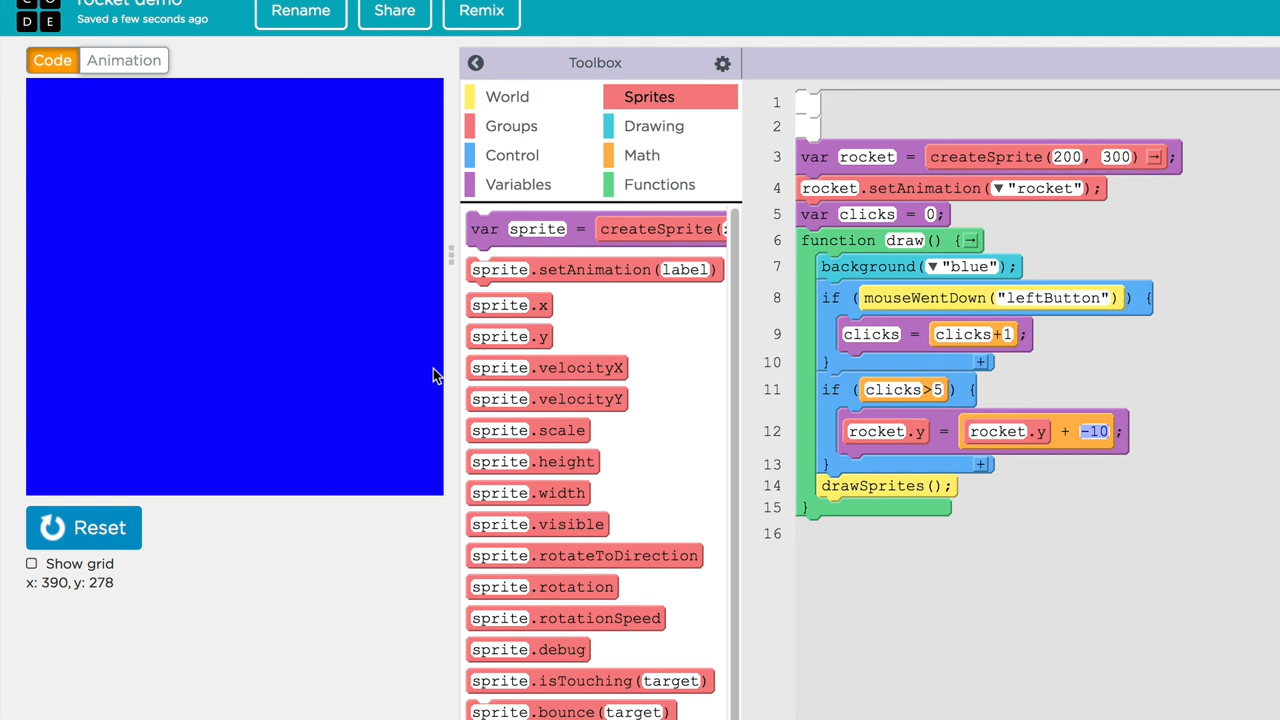 C O
D E
rocket demo
Saved a few seconds ago
Rename
Share
Remix
Code
Animation
Reset
Show grid
x: 390, y: 278
Toolbox
World
Sprites
Groups
Drawing
Control
Math
Variables
Functions
var sprite = createSprite(
sprite.setAnimation(label)
sprite.x
sprite.y
sprite.velocityX
sprite.velocityY
sprite.scale
sprite.height
sprite.width
sprite.visible
sprite.rotateToDirection
sprite.rotation
sprite.rotationSpeed
sprite.debug
sprite.isTouching(target)
sprite.bounce(target)
1
2
3 var rocket = createSprite(200, 300) → ;
4 rocket.setAnimation(▼"rocket");
5 var clicks = 0;
6 function draw() {→
7 background(▼"blue");
8 if (mouseWentDown("leftButton")) {
9 clicks = clicks+1;
10 } +
11 if (clicks>5) {
12 rocket.y = rocket.y + -10;
13 } +
14 drawSprites();
15 }
16